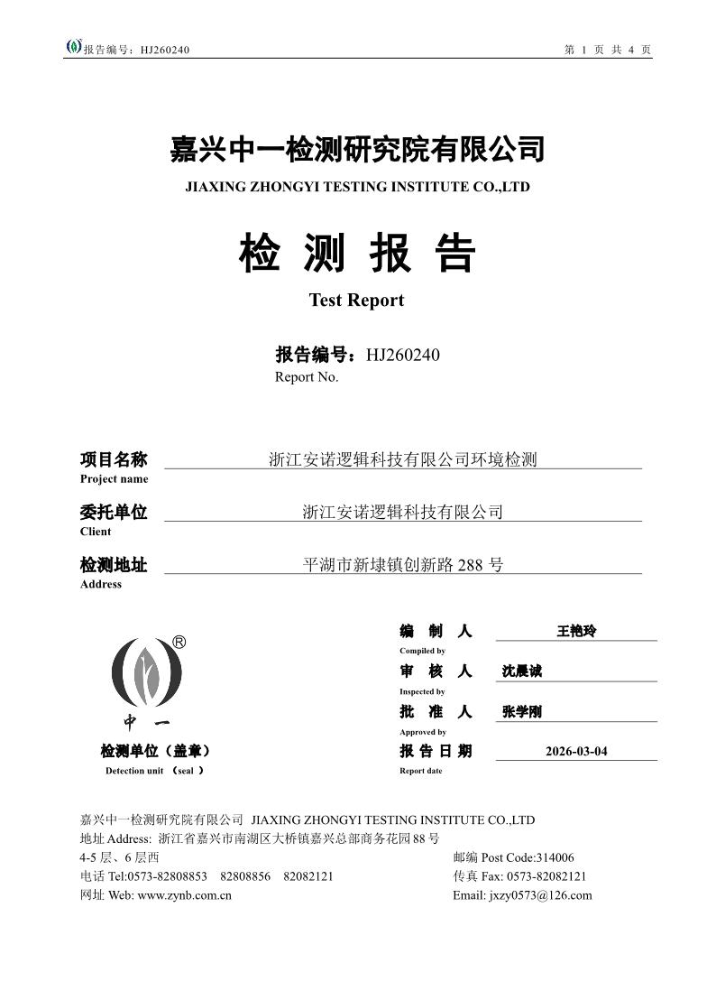 报告编号：HJ260240
第 1 页 共 4 页
嘉兴中一检测研究院有限公司
JIAXING ZHONGYI TESTING INSTITUTE CO.,LTD
检 测 报 告
Test Report
报告编号：HJ260240
Report No.
项目名称 浙江安诺逻辑科技有限公司环境检测
Project name
委托单位 浙江安诺逻辑科技有限公司
Client
检测地址 平湖市新埭镇创新路 288 号
Address
编 制 人 王艳玲
Compiled by
审 核 人 沈晨诚
Inspected by
批 准 人 张学刚
Approved by
报 告 日 期 2026-03-04
Report date
®
中 一
检测单位（盖章）
Detection unit （seal ）
嘉兴中一检测研究院有限公司 JIAXING ZHONGYI TESTING INSTITUTE CO.,LTD
地址 Address: 浙江省嘉兴市南湖区大桥镇嘉兴总部商务花园 88 号
4-5 层、6 层西 邮编 Post Code:314006
电话 Tel:0573-82808853 82808856 82082121 传真 Fax: 0573-82082121
网址 Web: www.zynb.com.cn Email: jxzy0573@126.com